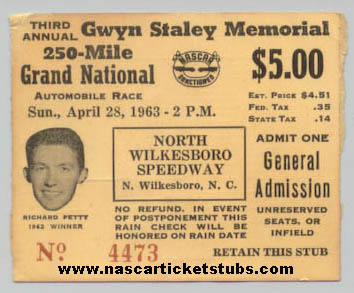 THIRD ANNUAL Gwyn Staley Memorial
250-Mile
Grand National
AUTOMOBILE RACE
Sun., April 28, 1963 - 2 P.M.
NASCAR
SANCTIONED
$5.00
Est. Price $4.51
Fed. Tax .35
State Tax .14
NORTH
WILKESBORO
SPEEDWAY
N. Wilkesboro, N. C.
ADMIT ONE
General
Admission
UNRESERVED
SEATS, OR
INFIELD
RICHARD PETTY
1962 WINNER
NO REFUND. IN EVENT
OF POSTPONEMENT THIS
RAIN CHECK WILL BE
HONORED ON RAIN DATE
No. 4473
RETAIN THIS STUB
www.nascarticketstubs.com